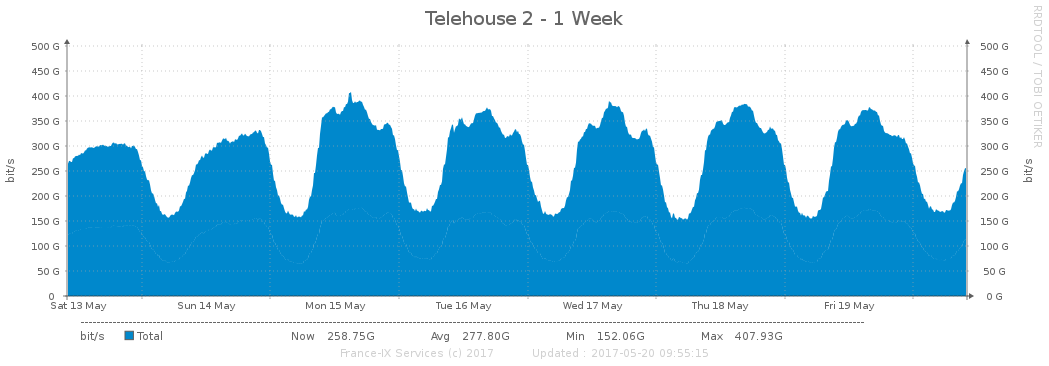 Telehouse 2 - 1 Week
RRDTOOL / TOBI OETIKER
500 G 500 G
450 G 450 G
400 G 400 G
350 G 350 G
300 G 300 G
250 G 250 G
200 G 200 G
150 G 150 G
100 G 100 G
50 G 50 G
0 0 G
bit/s
bit/s
Sat 13 May Sun 14 May Mon 15 May Tue 16 May Wed 17 May Thu 18 May Fri 19 May
bit/s Total Now 258.75G Avg 277.80G Min 152.06G Max 407.93G
France-IX Services (c) 2017 Updated : 2017-05-20 09:55:15